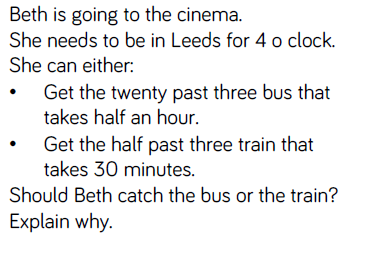 Beth is going to the cinema.
She needs to be in Leeds for 4 o clock.
She can either:
• Get the twenty past three bus that
takes half an hour.
• Get the half past three train that
takes 30 minutes.
Should Beth catch the bus or the train?
Explain why.